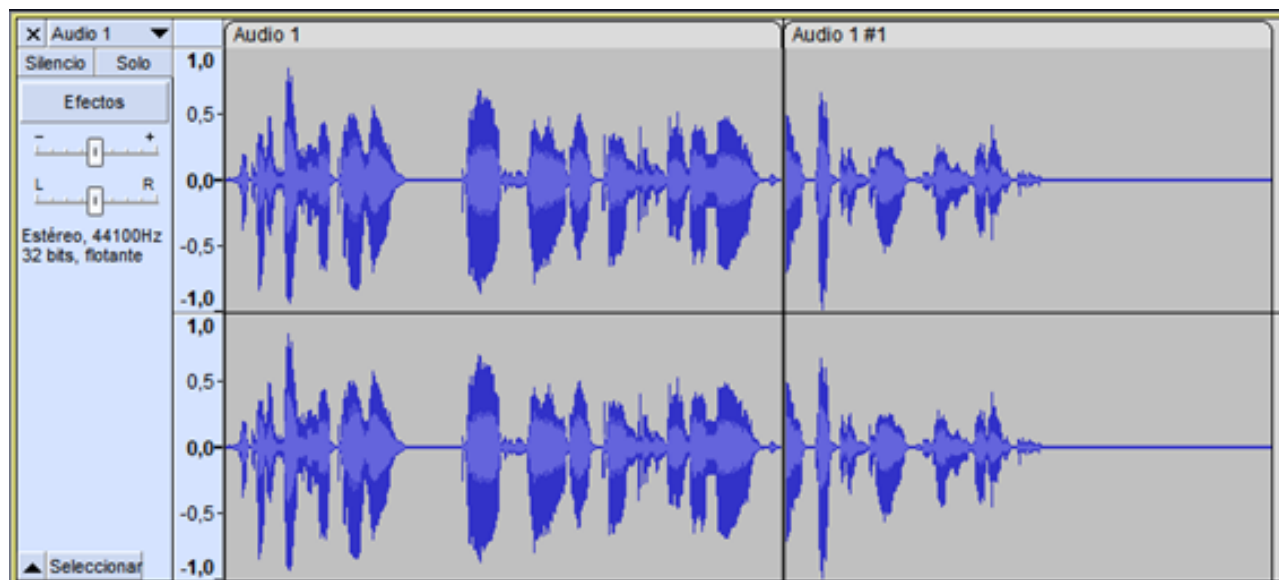 Audio 1
Audio 1
Audio 1 #1
Silencio Solo
Efectos
- +
L R
Estéreo, 44100Hz
32 bits, flotante
Seleccionar
1,0
0,5
0,0
-0,5
-1,0
1,0
0,5
0,0
-0,5
-1,0